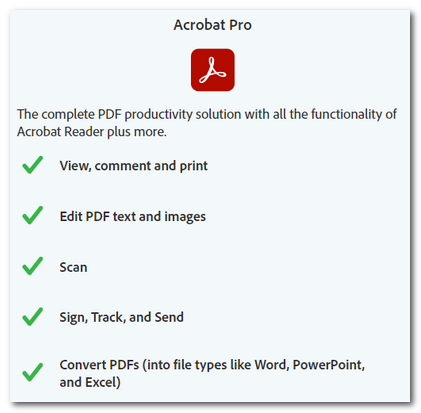 Acrobat Pro
The complete PDF productivity solution with all the functionality of
Acrobat Reader plus more.
View, comment and print
Edit PDF text and images
Scan
Sign, Track, and Send
Convert PDFs (into file types like Word, PowerPoint,
and Excel)